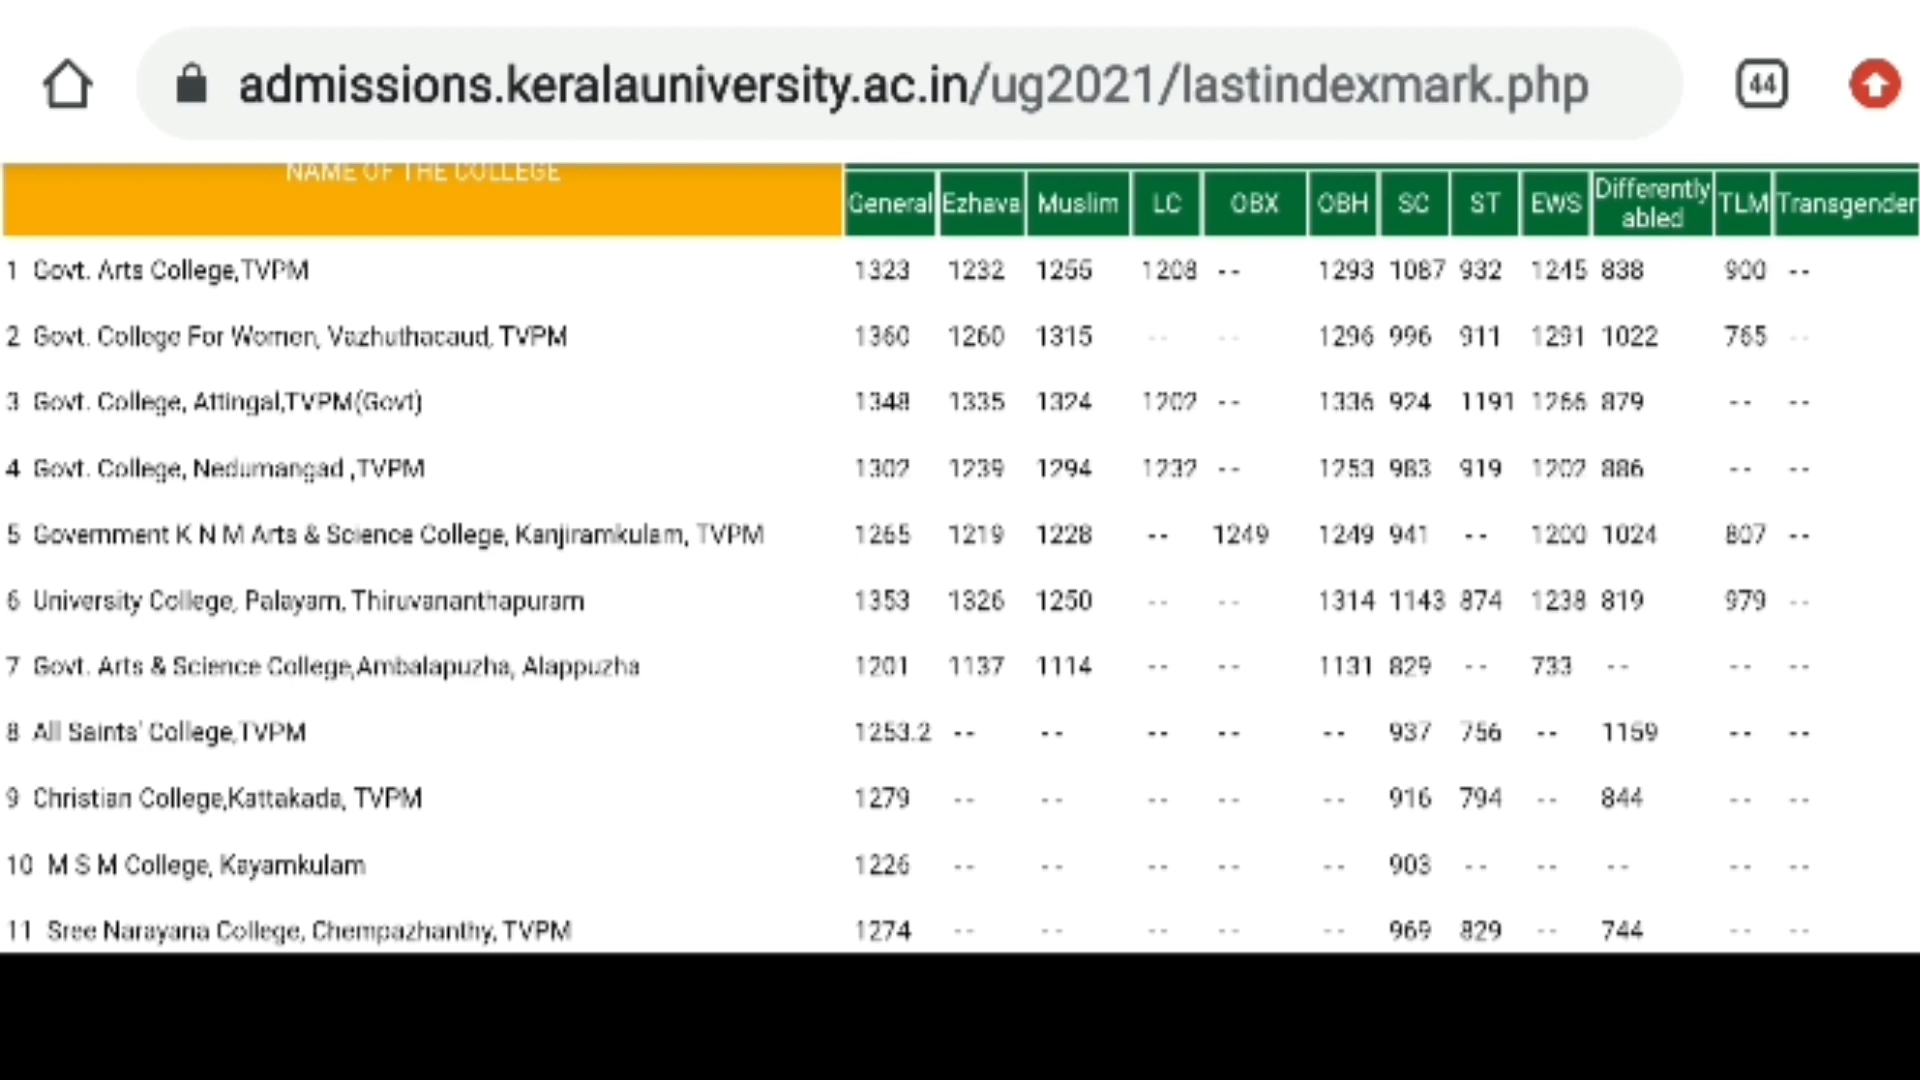 admissions.keralauniversity.ac.in/ug2021/lastindexmark.php 44
NAME OF THE COLLEGE General Ezhava Muslim LC OBX OBH SC ST EWS Differently abled TLM Transgender
1 Govt. Arts College,TVPM 1323 1232 1255 1208 -- 1293 1087 932 1245 838 900 --
2 Govt. College For Women, Vazhuthacaud, TVPM 1360 1260 1315 -- -- 1296 996 911 1291 1022 765 --
3 Govt. College, Attingal,TVPM(Govt) 1348 1335 1324 1202 -- 1336 924 1191 1266 879 -- --
4 Govt. College, Nedumangad ,TVPM 1302 1239 1294 1232 -- 1253 983 919 1202 886 -- --
5 Government K N M Arts & Science College, Kanjiramkulam, TVPM 1265 1219 1228 -- 1249 1249 941 -- 1200 1024 807 --
6 University College, Palayam, Thiruvananthapuram 1353 1326 1250 -- -- 1314 1143 874 1238 819 979 --
7 Govt. Arts & Science College,Ambalapuzha, Alappuzha 1201 1137 1114 -- -- 1131 829 -- 733 -- -- --
8 All Saints' College,TVPM 1253.2 -- -- -- -- -- 937 756 -- 1159 -- --
9 Christian College,Kattakada, TVPM 1279 -- -- -- -- -- 916 794 -- 844 -- --
10 M S M College, Kayamkulam 1226 -- -- -- -- -- 903 -- -- -- -- --
11 Sree Narayana College, Chempazhanthy, TVPM 1274 -- -- -- -- -- 969 829 -- 744 -- --